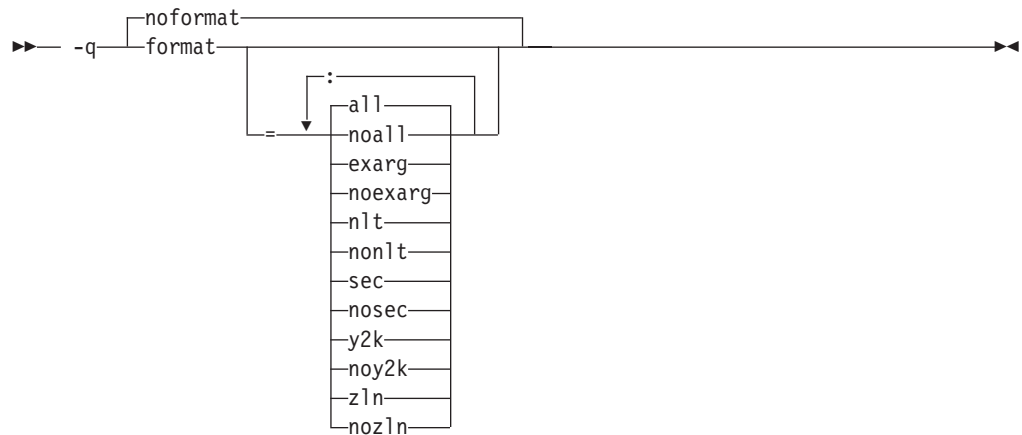 noformat
-q format
:
all
= noall
exarg
noexarg
nlt
nonlt
sec
nosec
y2k
noy2k
zln
nozln